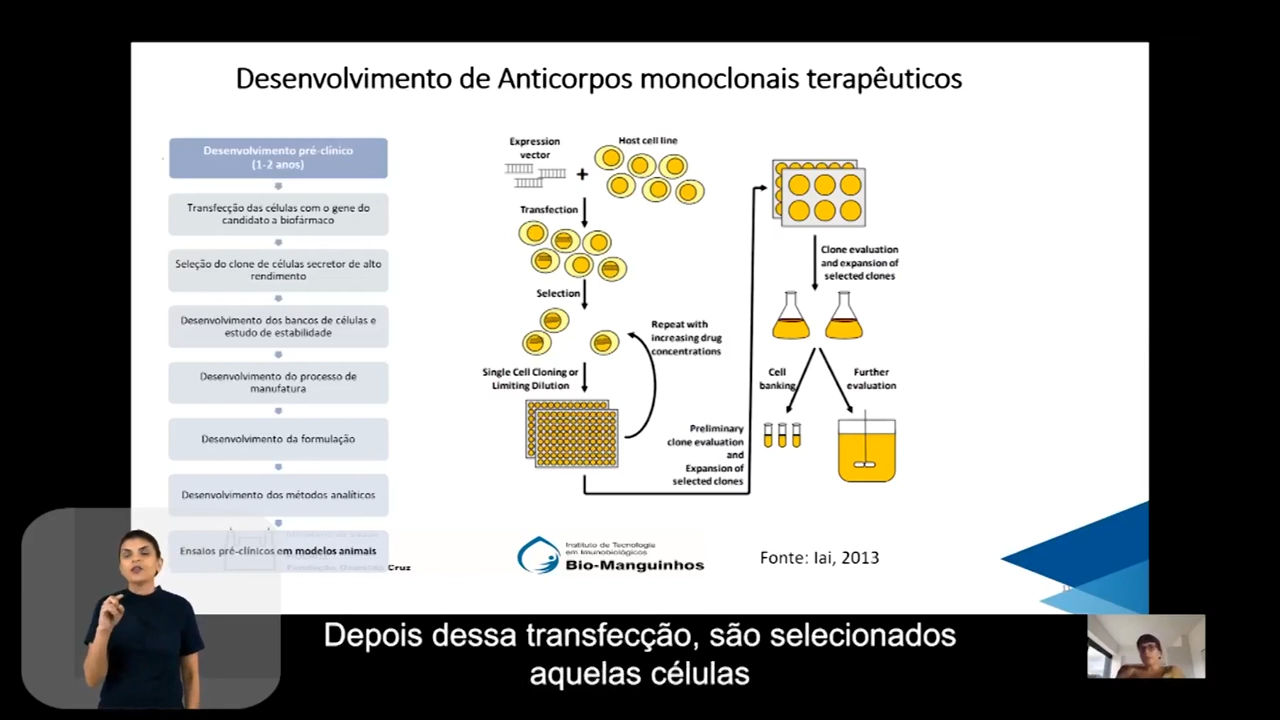 Desenvolvimento de Anticorpos monoclonais terapêuticos
Desenvolvimento pré-clínico
(1-2 anos)
Transfecção das células com o gene do
candidato a biofármaco
Seleção do clone de células secretor de alto
rendimento
Desenvolvimento dos bancos de células e
estudo de estabilidade
Desenvolvimento do processo de
manufatura
Desenvolvimento da formulação
Desenvolvimento dos métodos analíticos
Ensaios pré-clínicos em modelos animais
Expression
vector
+
Host cell line
Transfection
Selection
Repeat with
increasing drug
concentrations
Single Cell Cloning or
Limiting Dilution
Preliminary
clone evaluation
and
Expansion of
selected clones
Clone evaluation
and expansion of
selected clones
Cell
banking
Further
evaluation
Cruz
Instituto de Tecnologia
em Imunobiológicos
Bio-Manguinhos
Fonte: Iai, 2013
Depois dessa transfecção, são selecionados
aquelas células